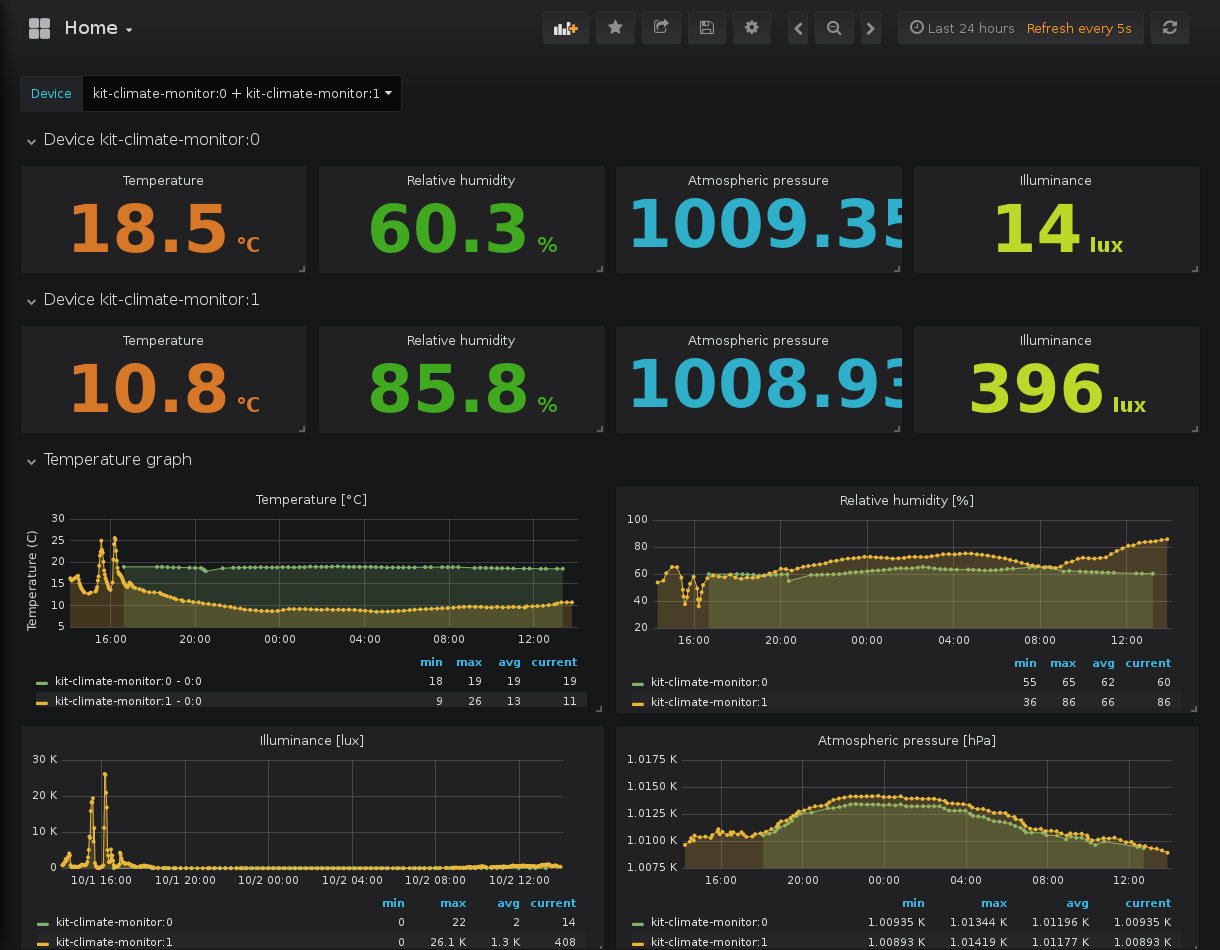 Home
Last 24 hours Refresh every 5s
Device kit-climate-monitor:0 + kit-climate-monitor:1
Device kit-climate-monitor:0
Temperature Relative humidity Atmospheric pressure Illuminance
18.5 °C 60.3 % 1009.35 14 lux
Device kit-climate-monitor:1
Temperature Relative humidity Atmospheric pressure Illuminance
10.8 °C 85.8 % 1008.93 396 lux
Temperature graph
Temperature [°C]
Temperature (C)
30
25
20
15
10
5
16:00 20:00 00:00 04:00 08:00 12:00
min max avg current
kit-climate-monitor:0 - 0:0 18 19 19 19
kit-climate-monitor:1 - 0:0 9 26 13 11
Relative humidity [%]
100
80
60
40
20
16:00 20:00 00:00 04:00 08:00 12:00
min max avg current
kit-climate-monitor:0 55 65 62 60
kit-climate-monitor:1 36 86 66 86
Illuminance [lux]
30 K
20 K
10 K
0
10/1 16:00 10/1 20:00 10/2 00:00 10/2 04:00 10/2 08:00 10/2 12:00
min max avg current
kit-climate-monitor:0 0 22 2 14
kit-climate-monitor:1 0 26.1 K 1.3 K 408
Atmospheric pressure [hPa]
1.0175 K
1.0150 K
1.0125 K
1.0100 K
1.0075 K
16:00 20:00 00:00 04:00 08:00 12:00
min max avg current
kit-climate-monitor:0 1.00935 K 1.01344 K 1.01196 K 1.00935 K
kit-climate-monitor:1 1.00893 K 1.01419 K 1.01177 K 1.00893 K